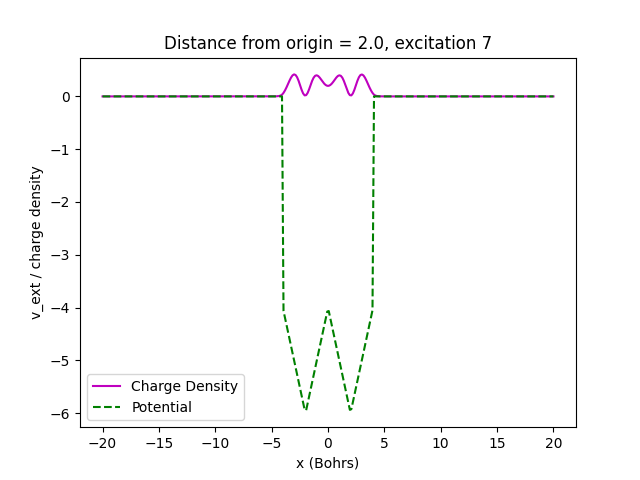 Distance from origin = 2.0, excitation 7
v_ext / charge density
0
−1
−2
−3
−4
−5
−6
Charge Density
Potential
−20 −15 −10 −5 0 5 10 15 20
x (Bohrs)